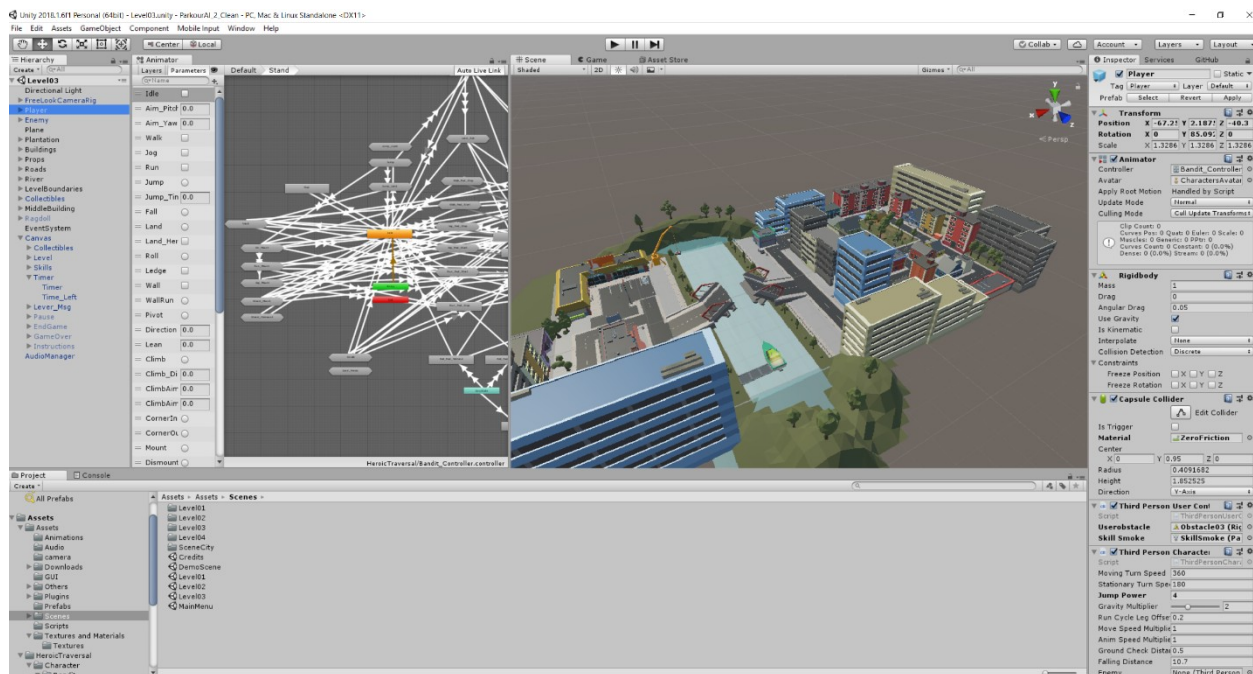 Unity 2018.1.6f1 Personal (64bit) - Level03.unity - ParkourAI_2_Clean - PC, Mac & Linux Standalone <DX11>
File Edit Assets GameObject Component Mobile Input Window Help
Center Local
Collab Account Layers Layout
Hierarchy
Create All
Level03
Directional Light
FreeLookCameraRig
Player
Enemy
Plane
Plantation
Buildings
Props
Roads
River
LevelBoundaries
Collectibles
MiddleBuilding
Ragdoll
EventSystem
Canvas
Collectibles
Level
Skills
Timer
Timer
Time_Left
Lever_Msg
Pause
EndGame
GameOver
Instructions
AudioManager
Animator
Layers Parameters Default Stand Auto Live Link
Name
Idle
Aim_Pitch 0.0
Aim_Yaw 0.0
Walk
Jog
Run
Jump
Jump_Tin 0.0
Fall
Land
Land_Her
Roll
Ledge
Wall
WallRun
Pivot
Direction 0.0
Lean 0.0
Climb
Climb_Di 0.0
ClimbAim 0.0
ClimbAim 0.0
CornerIn
CornerOu
Mount
Dismount
HeroicTraversal/Bandit_Controller.controller
Scene Game Asset Store
Shaded 2D Gizmos All
y
x
z
Persp
Inspector Services GitHub
Player Static
Tag Player Layer Default
Prefab Select Revert Apply
Transform
Position X -67.2 Y 2.187 Z -40.3
Rotation X 0 Y 85.09 Z 0
Scale X 1.3286 Y 1.3286 Z 1.3286
Animator
Controller Bandit_Controller
Avatar CharactersAvatar
Apply Root Motion Handled by Script
Update Mode Normal
Culling Mode Cull Update Transforms
Clip Count: 0
Curves Pos: 0 Quat: 0 Euler: 0 Scale: 0
Muscles: 0 Generic: 0 PPtr: 0
Curves Count: 0 Constant: 0 (0.0%)
Dense: 0 (0.0%) Stream: 0 (0.0%)
Rigidbody
Mass 1
Drag 0
Angular Drag 0.05
Use Gravity
Is Kinematic
Interpolate None
Collision Detection Discrete
Constraints
Freeze Position X Y Z
Freeze Rotation X Y Z
Capsule Collider
Edit Collider
Is Trigger
Material ZeroFriction
Center
X 0 Y 0.95 Z 0
Radius 0.4091682
Height 1.852525
Direction Y-Axis
Third Person User Cont
Script ThirdPersonUserC
Userobstacle Obstacle03 (Rig
Skill Smoke SkillSmoke (Pa
Third Person Character
Script ThirdPersonChar
Moving Turn Speed 360
Stationary Turn Spe 180
Jump Power 4
Gravity Multiplier 2
Run Cycle Leg Offse 0.2
Move Speed Multiplie 1
Anim Speed Multiplie 1
Ground Check Distan 0.5
Falling Distance 10.7
Enemy None (Third Person
Project Console
Create
All Prefabs
Assets
Assets
Animations
Audio
camera
Downloads
GUI
Others
Plugins
Prefabs
Scenes
Scripts
Textures and Materials
Textures
HeroicTraversal
Character
Assets Assets Scenes
Level01
Level02
Level03
Level04
SceneCity
Credits
DemoScene
Level01
Level02
Level03
MainMenu